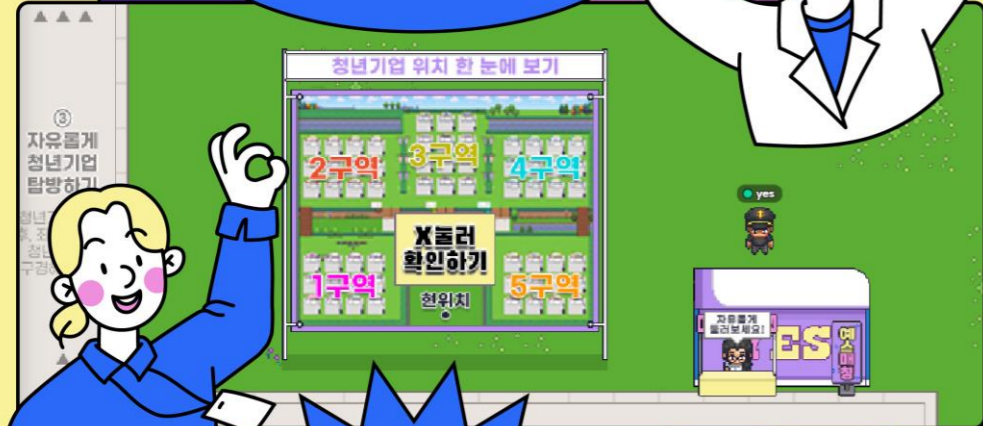 청년기업 위치 한 눈에 보기
③
자유롭게
청년기업
탐방하기
2구역
3구역
4구역
X눌러
확인하기
1구역
5구역
현위치
yes
자유롭게
둘러보세요!
YES
예스매칭